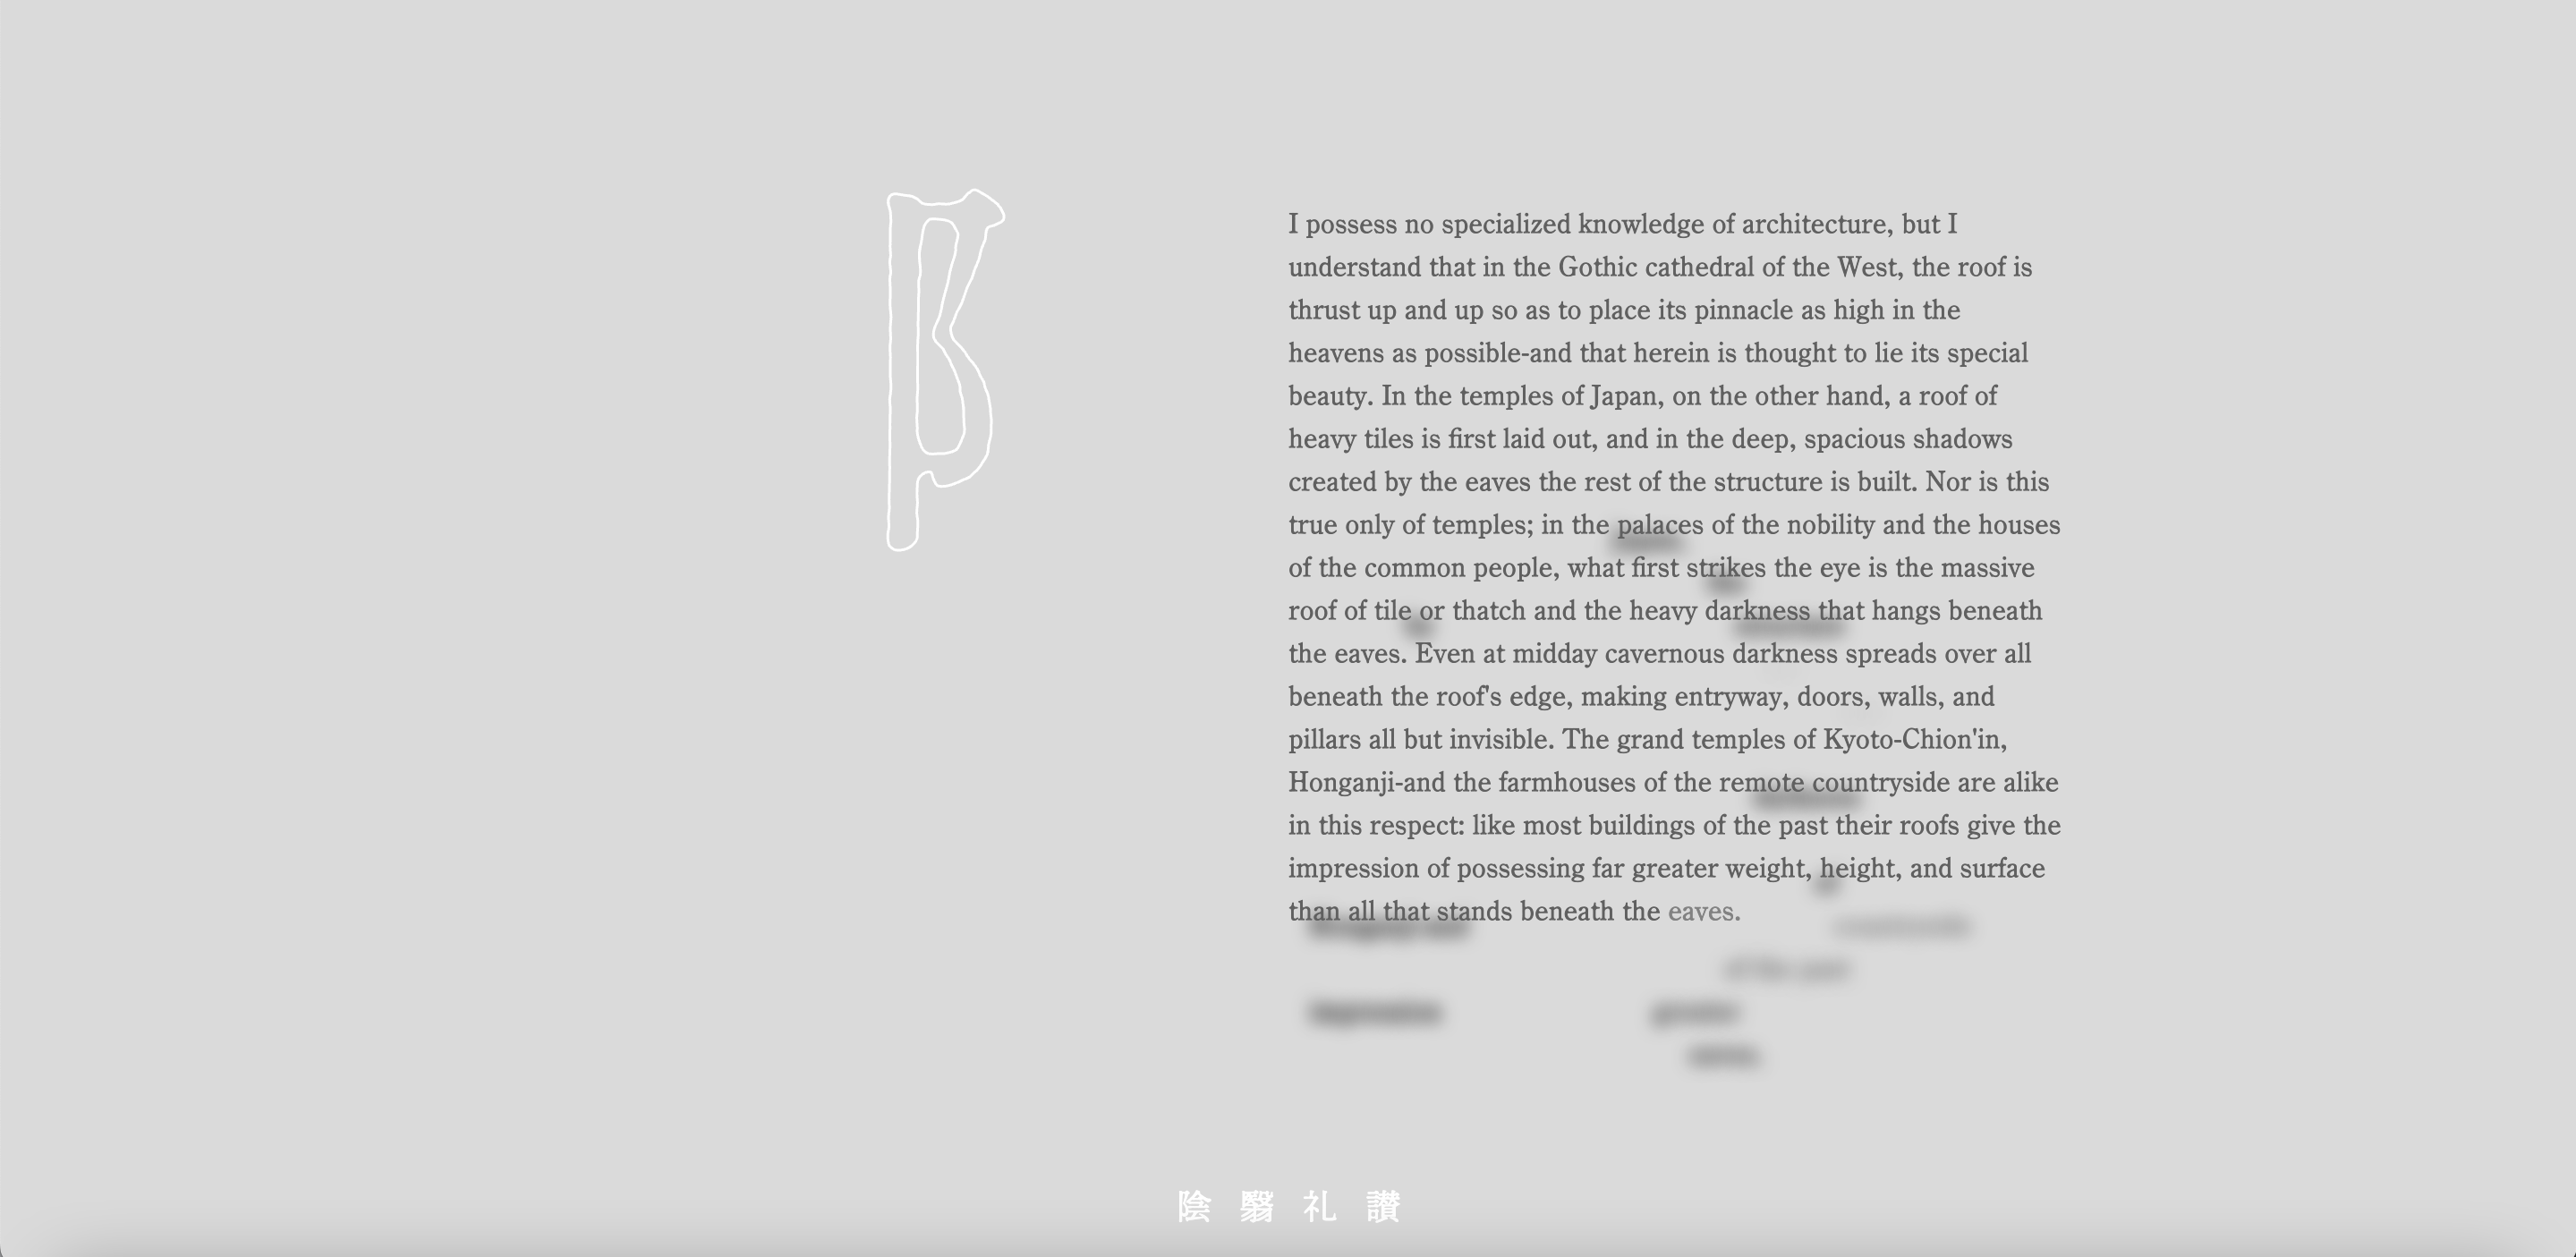 I possess no specialized knowledge of architecture, but I
understand that in the Gothic cathedral of the West, the roof is
thrust up and up so as to place its pinnacle as high in the
heavens as possible-and that herein is thought to lie its special
beauty. In the temples of Japan, on the other hand, a roof of
heavy tiles is first laid out, and in the deep, spacious shadows
created by the eaves the rest of the structure is built. Nor is this
true only of temples; in the palaces of the nobility and the houses
of the common people, what first strikes the eye is the massive
roof of tile or thatch and the heavy darkness that hangs beneath
the eaves. Even at midday cavernous darkness spreads over all
beneath the roof's edge, making entryway, doors, walls, and
pillars all but invisible. The grand temples of Kyoto-Chion'in,
Honganji-and the farmhouses of the remote countryside are alike
in this respect: like most buildings of the past their roofs give the
impression of possessing far greater weight, height, and surface
than all that stands beneath the eaves.
of the past
impression greater
eaves.
陰翳礼讃